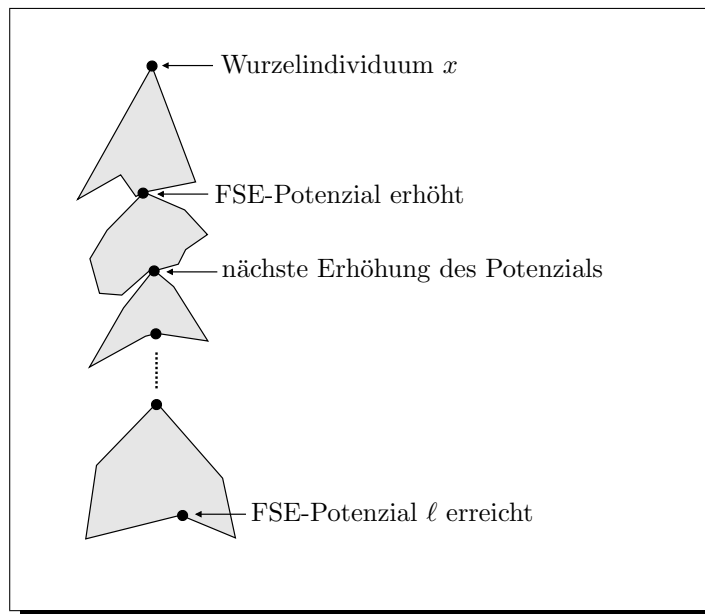 Wurzelindividuum x
FSE-Potenzial erhöht
nächste Erhöhung des Potenzials
FSE-Potenzial ℓ erreicht